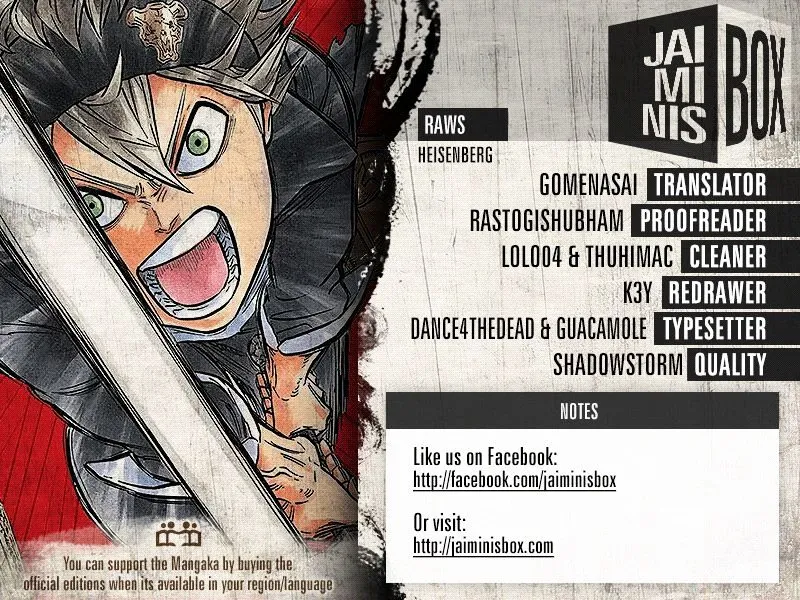 JAI
MI
NIS
BOX
RAWS
HEISENBERG
GOMENASAI TRANSLATOR
RASTOGISHUBHAM PROOFREADER
LOLO04 & THUHIMAC CLEANER
K3Y REDRAWER
DANCE4THEDEAD & GUACAMOLE TYPESETTER
SHADOWSTORM QUALITY
NOTES
Like us on Facebook:
http://facebook.com/jaiminisbox
Or visit:
http://jaiminisbox.com
You can support the Mangaka by buying the
official editions when its available in your region/language